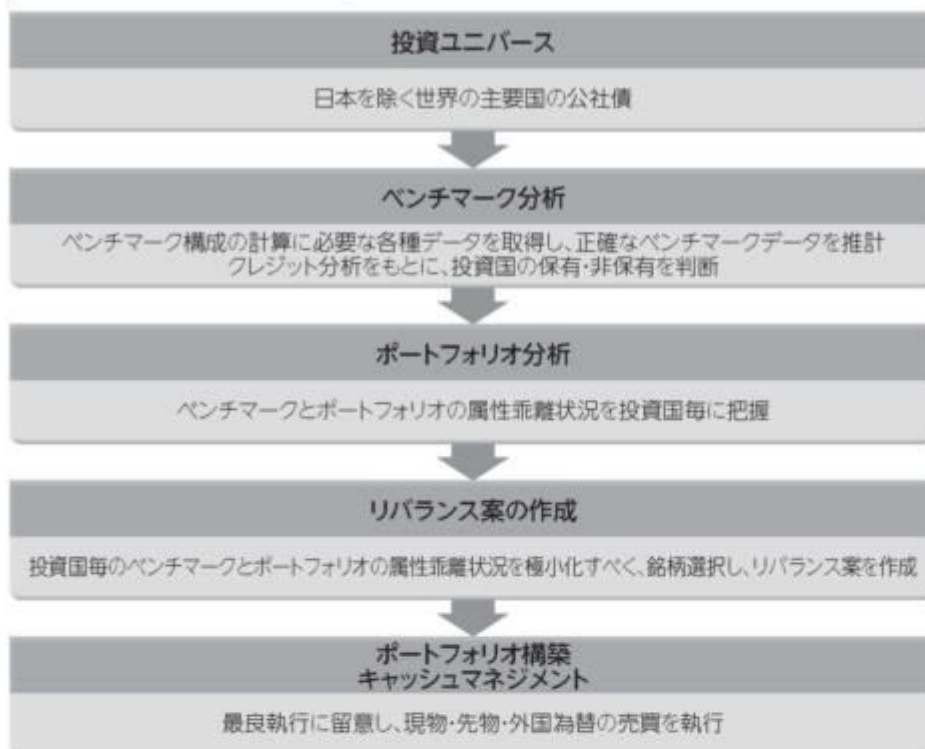 投資ユニバース
日本を除く世界の主要国の公社債
ベンチマーク分析
ベンチマーク構成の計算に必要な各種データを取得し、正確なベンチマークデータを推計
クレジット分析をもとに、投資国の保有・非保有を判断
ポートフォリオ分析
ベンチマークとポートフォリオの属性乖離状況を投資国毎に把握
リバランス案の作成
投資国毎のベンチマークとポートフォリオの属性乖離状況を極小化すべく、銘柄選択し、リバランス案を作成
ポートフォリオ構築
キャッシュマネジメント
最良執行に留意し、現物・先物・外国為替の売買を執行